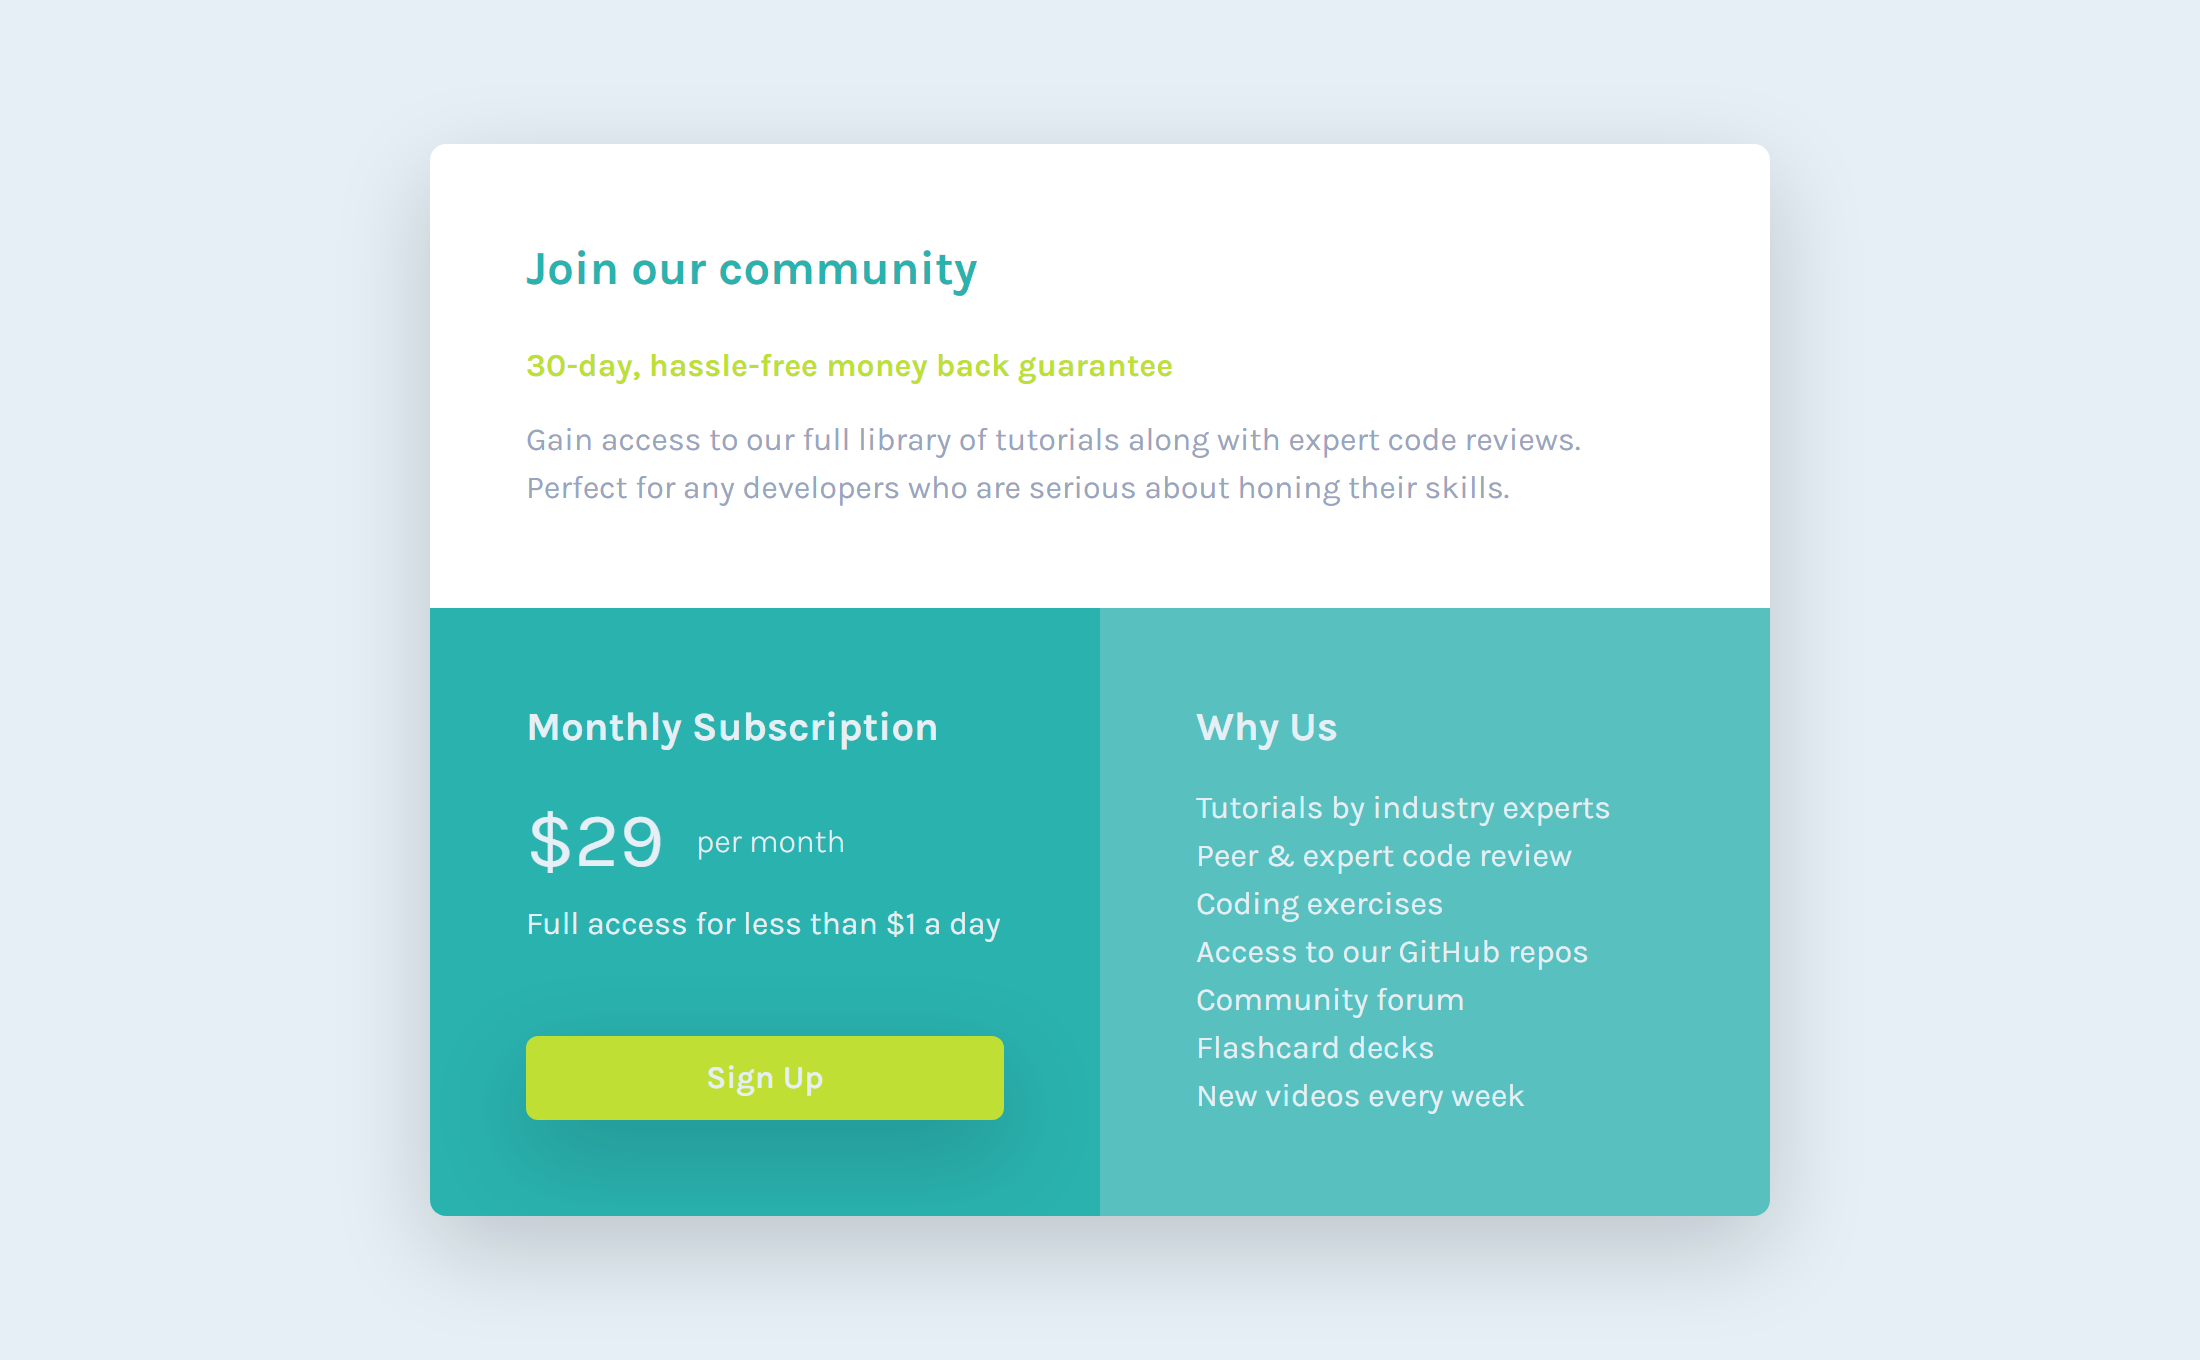 Join our community
30-day, hassle-free money back guarantee
Gain access to our full library of tutorials along with expert code reviews.
Perfect for any developers who are serious about honing their skills.
Monthly Subscription
$29 per month
Full access for less than $1 a day
Sign Up
Why Us
Tutorials by industry experts
Peer & expert code review
Coding exercises
Access to our GitHub repos
Community forum
Flashcard decks
New videos every week